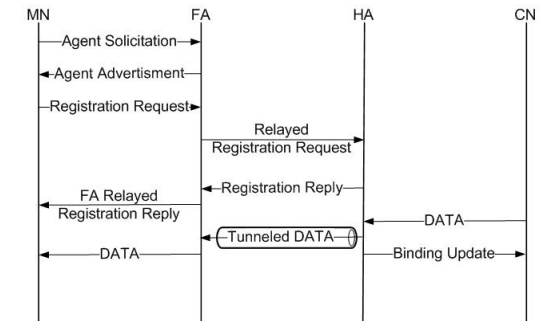 MN FA HA CN
Agent Solicitation
Agent Advertisment
Registration Request
Relayed
Registration Request
Registration Reply
FA Relayed
Registration Reply
DATA
Tunneled DATA
DATA
Binding Update